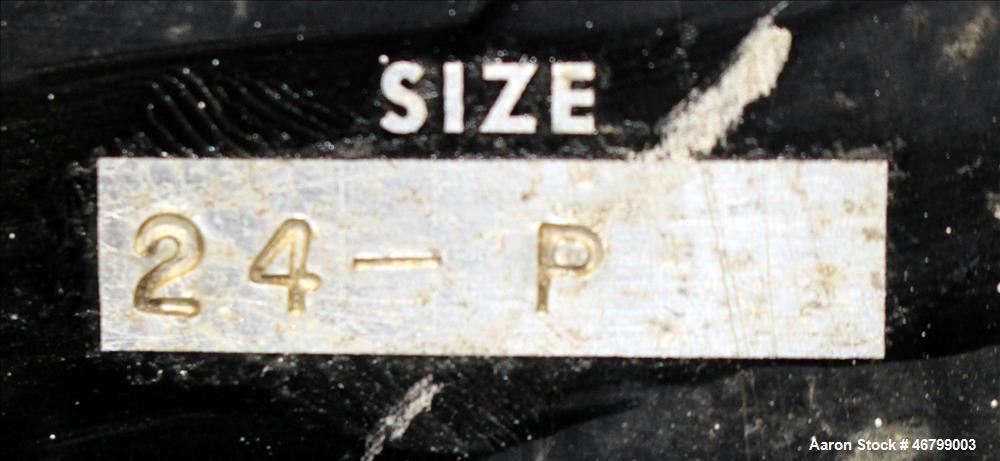 SIZE
24- P
Aaron Stock # 46799003